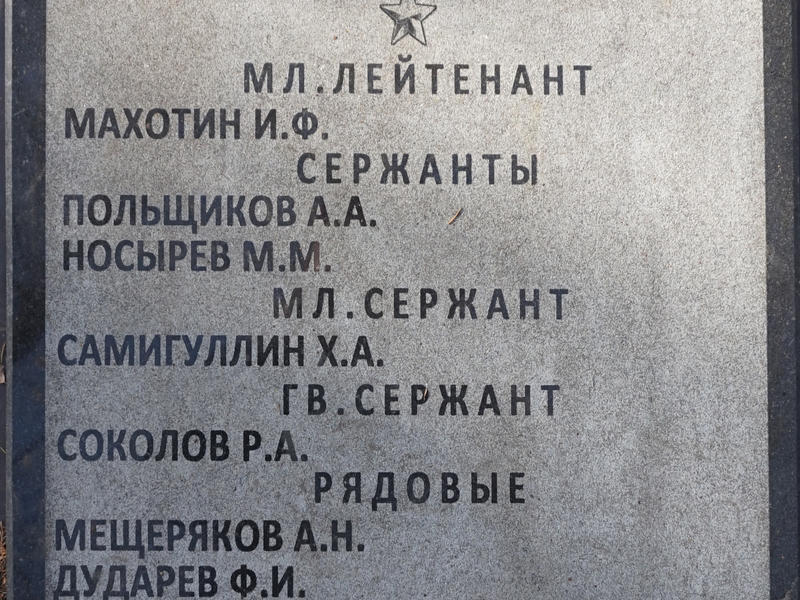 МЛ.ЛЕЙТЕНАНТ
МАХОТИН И.Ф.
СЕРЖАНТЫ
ПОЛЬЩИКОВ А.А.
НОСЫРЕВ М.М.
МЛ.СЕРЖАНТ
САМИГУЛЛИН Х.А.
ГВ.СЕРЖАНТ
СОКОЛОВ Р.А.
РЯДОВЫЕ
МЕЩЕРЯКОВ А.Н.
ДУДАРЕВ Ф.И.